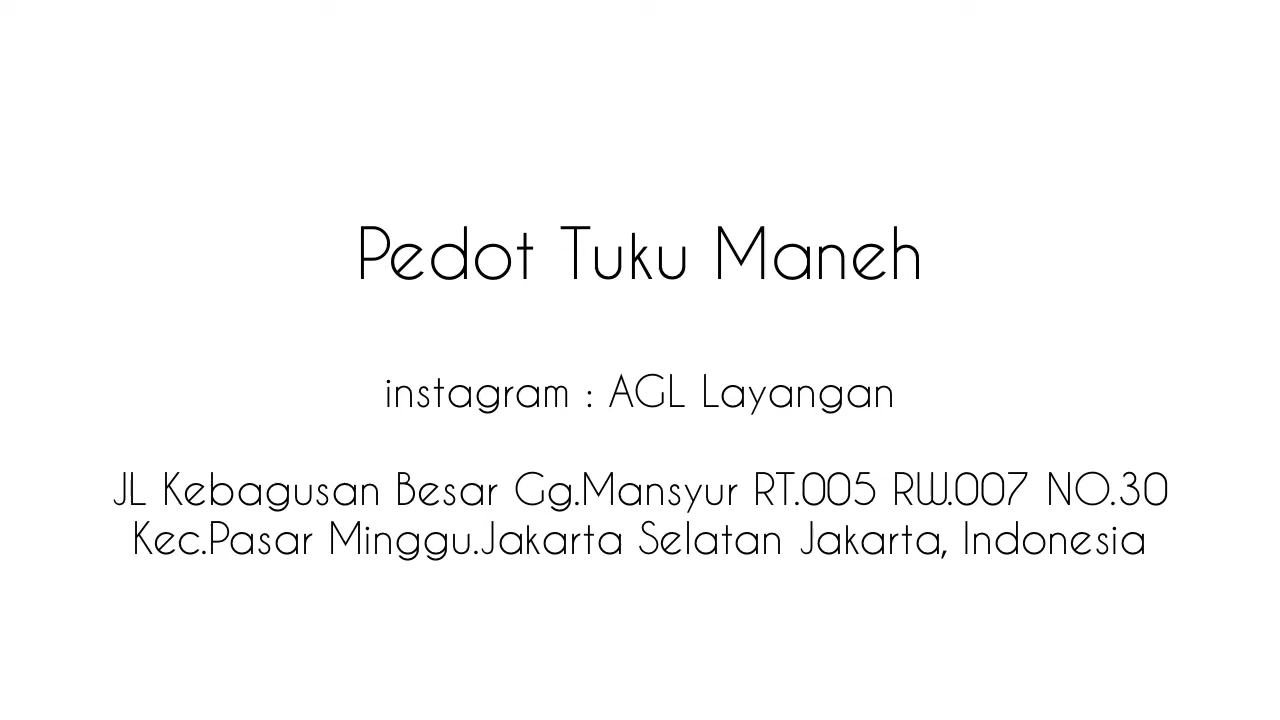 Pedot Tuku Maneh
instagram : AGL Layangan
JL Kebagusan Besar Gg.Mansyur RT.005 RW.007 NO.30
Kec.Pasar Minggu.Jakarta Selatan Jakarta, Indonesia